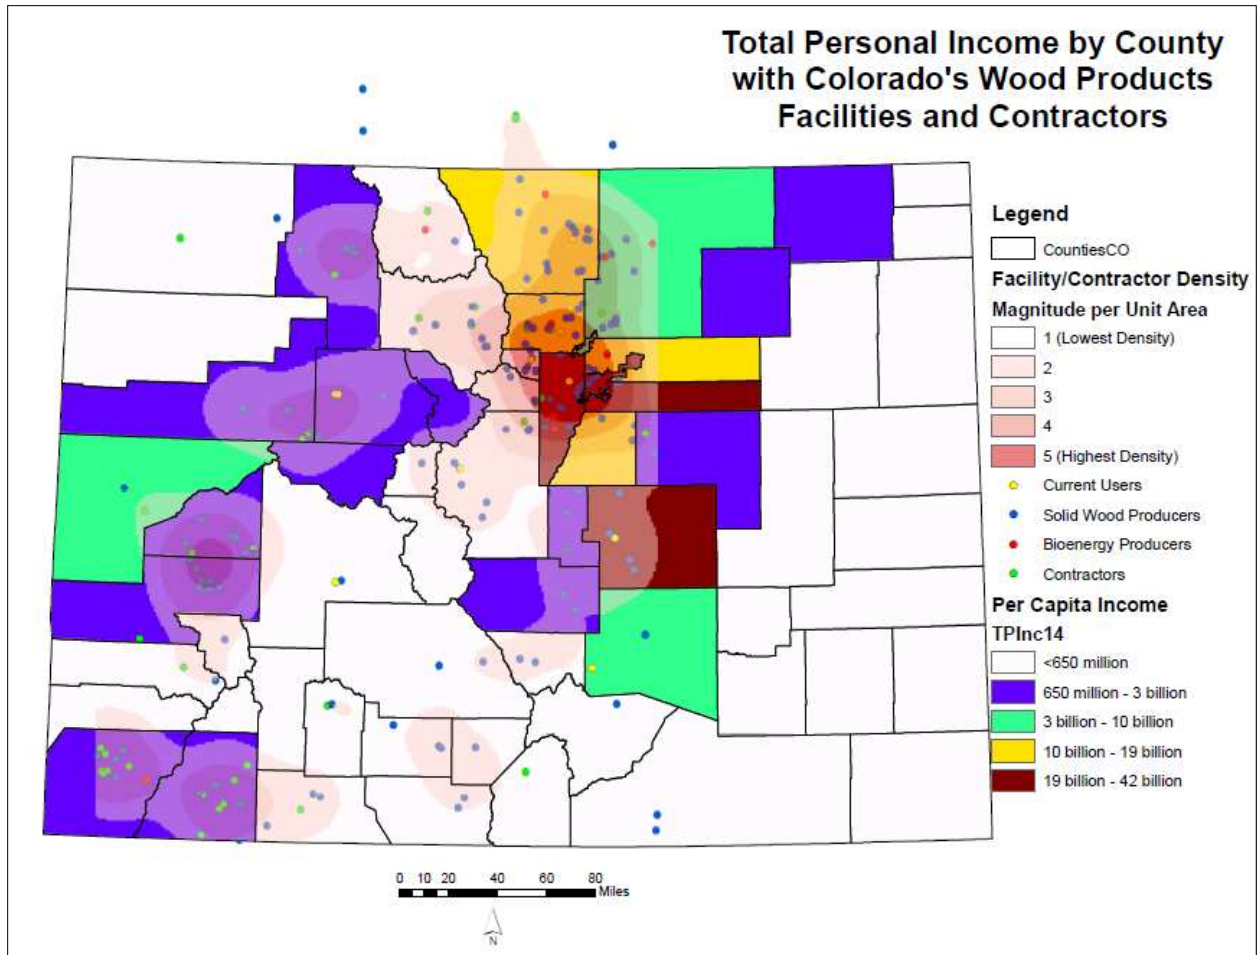 Total Personal Income by County
with Colorado's Wood Products
Facilities and Contractors
Legend
CountiesCO
Facility/Contractor Density
Magnitude per Unit Area
1 (Lowest Density)
2
3
4
5 (Highest Density)
Current Users
Solid Wood Producers
Bioenergy Producers
Contractors
Per Capita Income
TPInc14
<650 million
650 million - 3 billion
3 billion - 10 billion
10 billion - 19 billion
19 billion - 42 billion
0 10 20 40 60 80
Miles
N